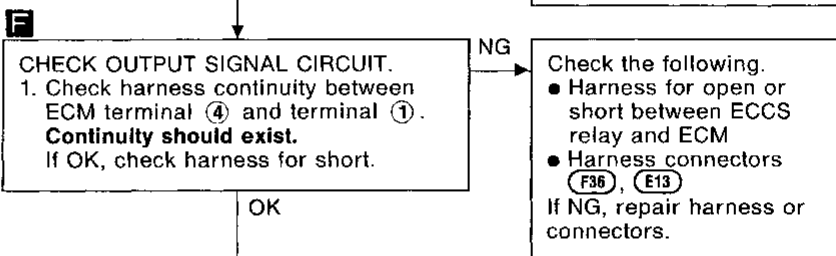 F
CHECK OUTPUT SIGNAL CIRCUIT.
1. Check harness continuity between
ECM terminal ④ and terminal ①.
Continuity should exist.
If OK, check harness for short.
NG
Check the following.
● Harness for open or
short between ECCS
relay and ECM
● Harness connectors
F36, E13
If NG, repair harness or
connectors.
OK